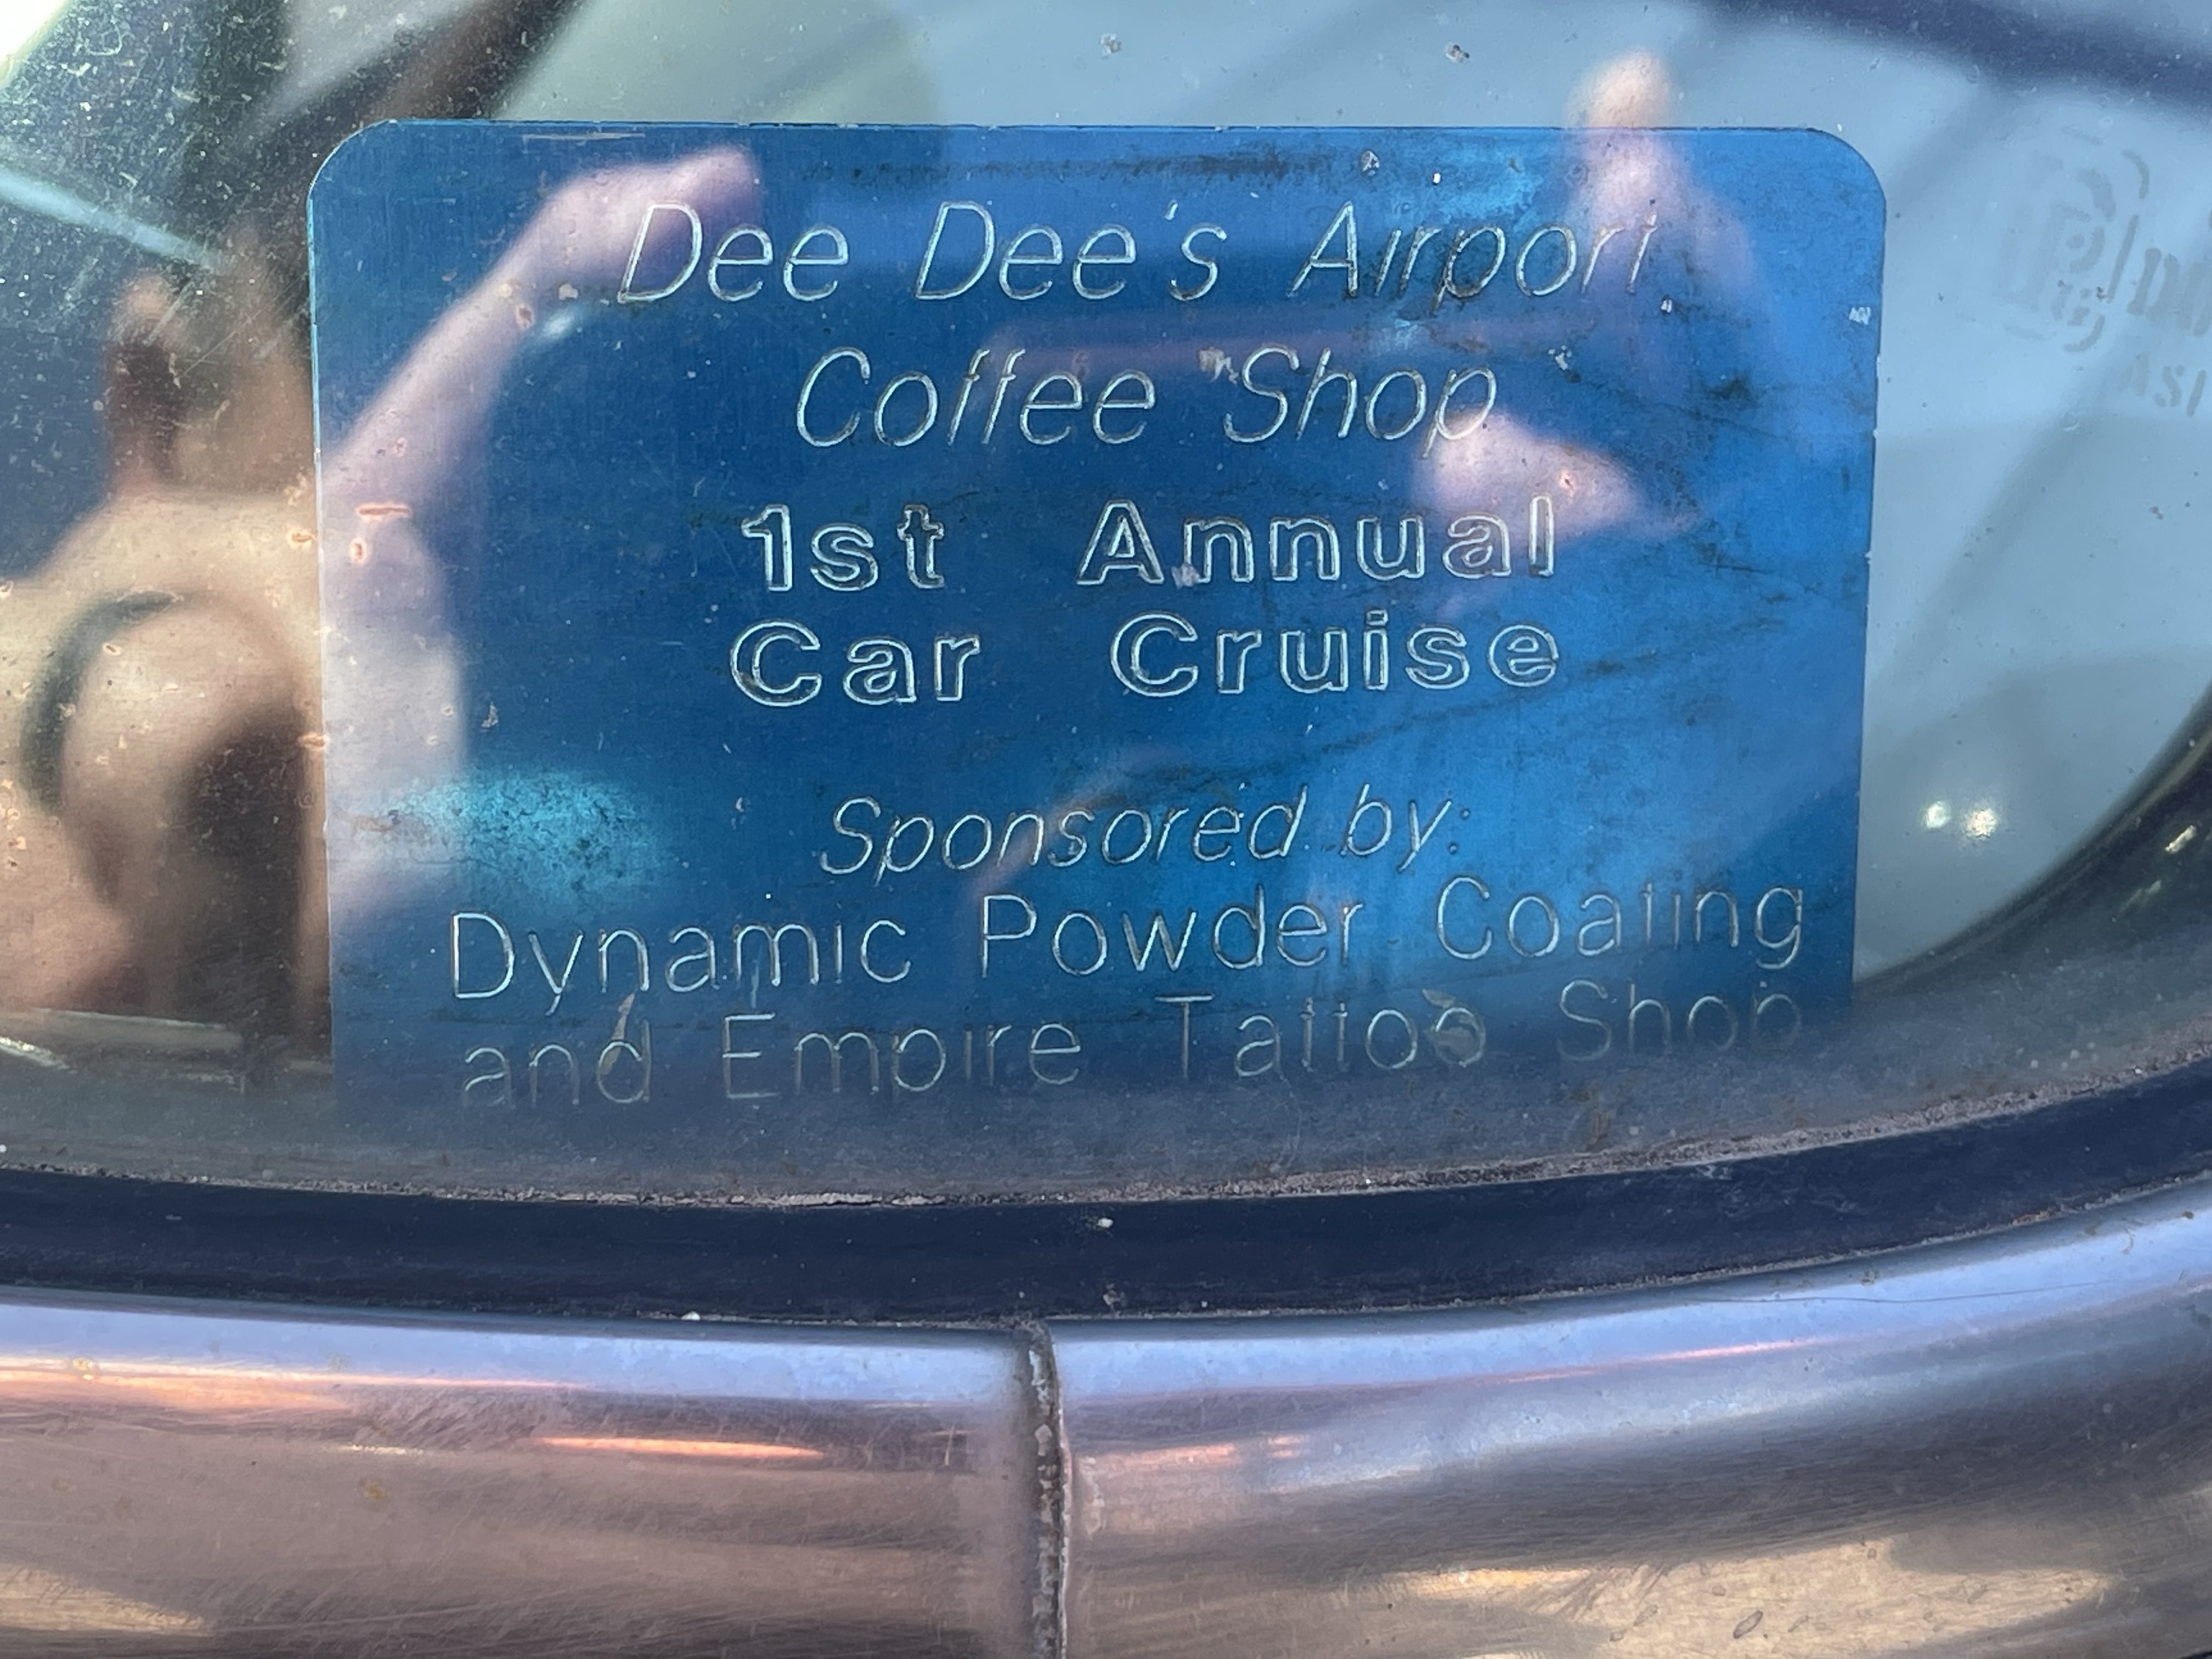 Dee Dee's Airport
Coffee Shop
1st Annual
Car Cruise
Sponsored by:
Dynamic Powder Coating
and Empire Tattoo Shop